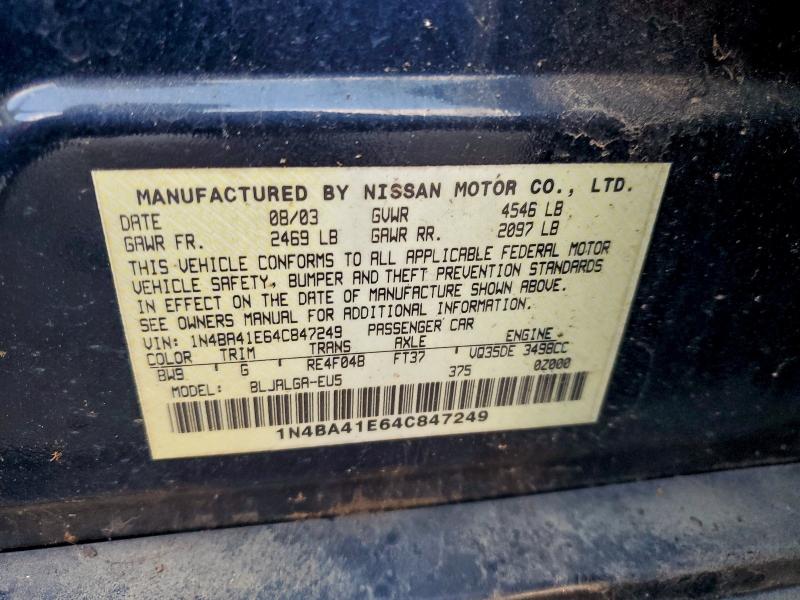 MANUFACTURED BY NISSAN MOTOR CO., LTD.
DATE 08/03 GVWR 4546 LB
GAWR FR. 2469 LB GAWR RR. 2097 LB
THIS VEHICLE CONFORMS TO ALL APPLICABLE FEDERAL MOTOR
VEHICLE SAFETY, BUMPER AND THEFT PREVENTION STANDARDS
IN EFFECT ON THE DATE OF MANUFACTURE SHOWN ABOVE.
SEE OWNERS MANUAL FOR ADDITIONAL INFORMATION.
VIN: 1N4BA41E64C847249 PASSENGER CAR
COLOR TRIM TRANS AXLE ENGINE
BW9 G RE4F04B FT37 VQ35DE 3498CC
MODEL: BLJALGA-EU5 375 0Z000
1N4BA41E64C847249